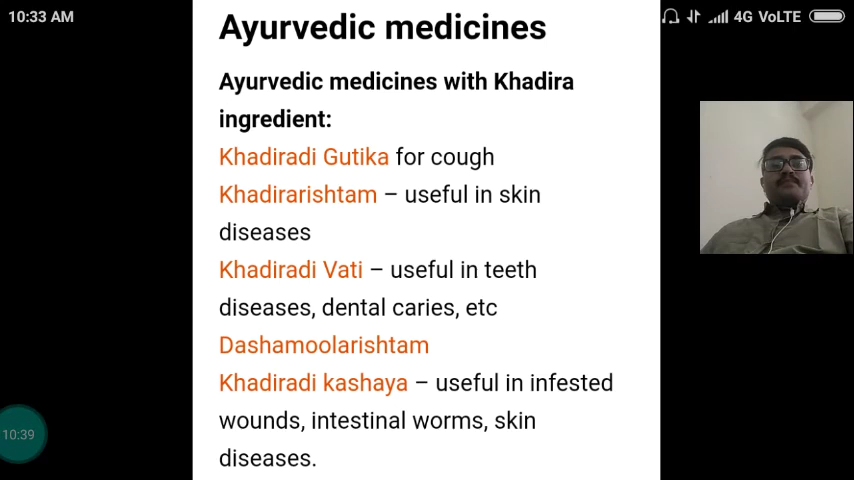 10:33 AM
4G VoLTE
Ayurvedic medicines
Ayurvedic medicines with Khadira
ingredient:
Khadiradi Gutika for cough
Khadirarishtam – useful in skin
diseases
Khadiradi Vati – useful in teeth
diseases, dental caries, etc
Dashamoolarishtam
Khadiradi kashaya – useful in infested
wounds, intestinal worms, skin
diseases.
10:39